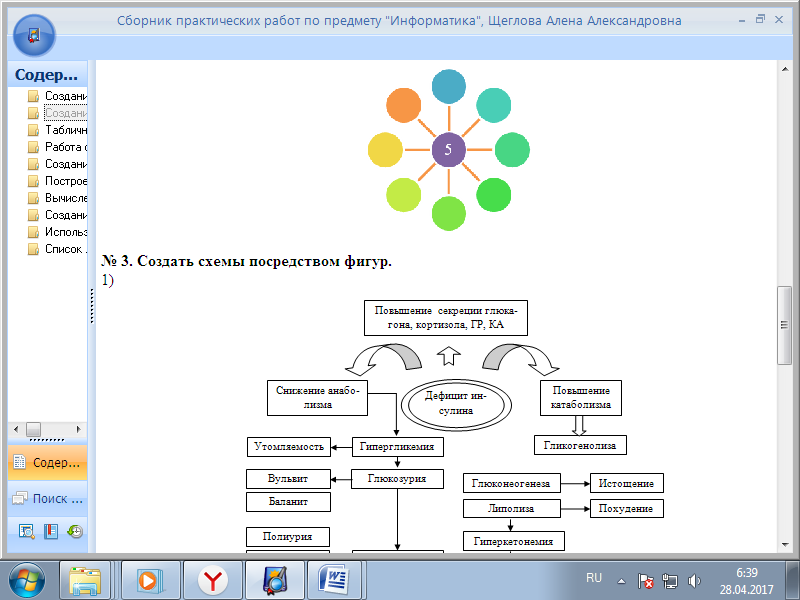 Сборник практических работ по предмету "Информатика", Щеглова Алена Александровна
Содер...
Создани
Создани
Табличн
Работа с
Создани
Построе
Вычисле
Создани
Использ
Список .
Содер...
Поиск ...
5
№ 3. Создать схемы посредством фигур.
1)
Повышение секреции глюка-
гона, кортизола, ГР, КА
Снижение анабо-
лизма
Дефицит ин-
сулина
Повышение
катаболизма
Гликогенолиза
Утомляемость
Гипергликемия
Вульвит
Глюкозурия
Баланит
Глюконеогенеза
Истощение
Липолиза
Похудение
Полиурия
Гиперкетонемия
RU
6:39
28.04.2017